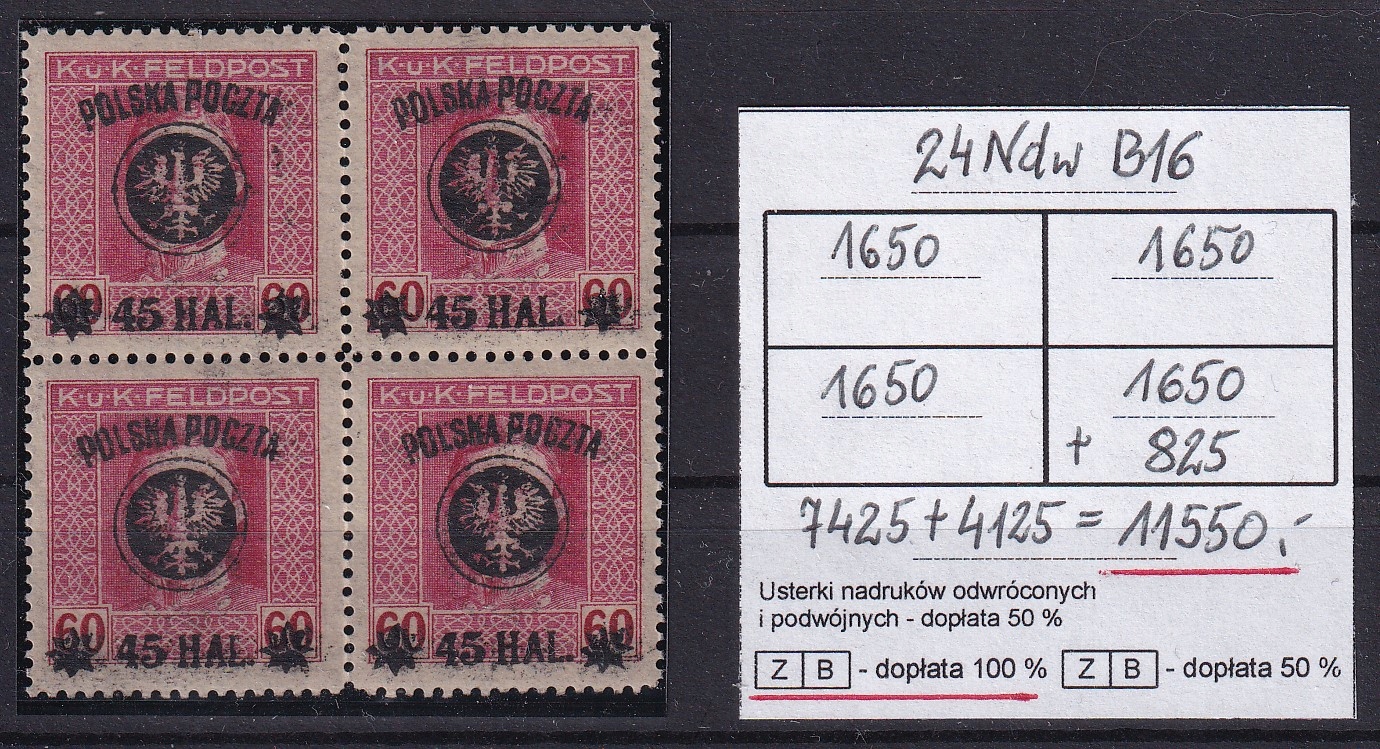 K.u.K.FELDPOST K.u.K.FELDPOST
POLSKA POCZTA POLSKA POCZTA
60 60 60 60
45 HAL. 45 HAL.
K.u.K.FELDPOST K.u.K.FELDPOST
POLSKA POCZTA POLSKA POCZTA
60 60 60 60
45 HAL. 45 HAL.
24Ndw B16
1650 1650
1650 1650
+ 825
7425+4125=11550.-
Usterki nadruków odwróconych
i podwójnych - dopłata 50 %
Z B - dopłata 100 % Z B - dopłata 50 %